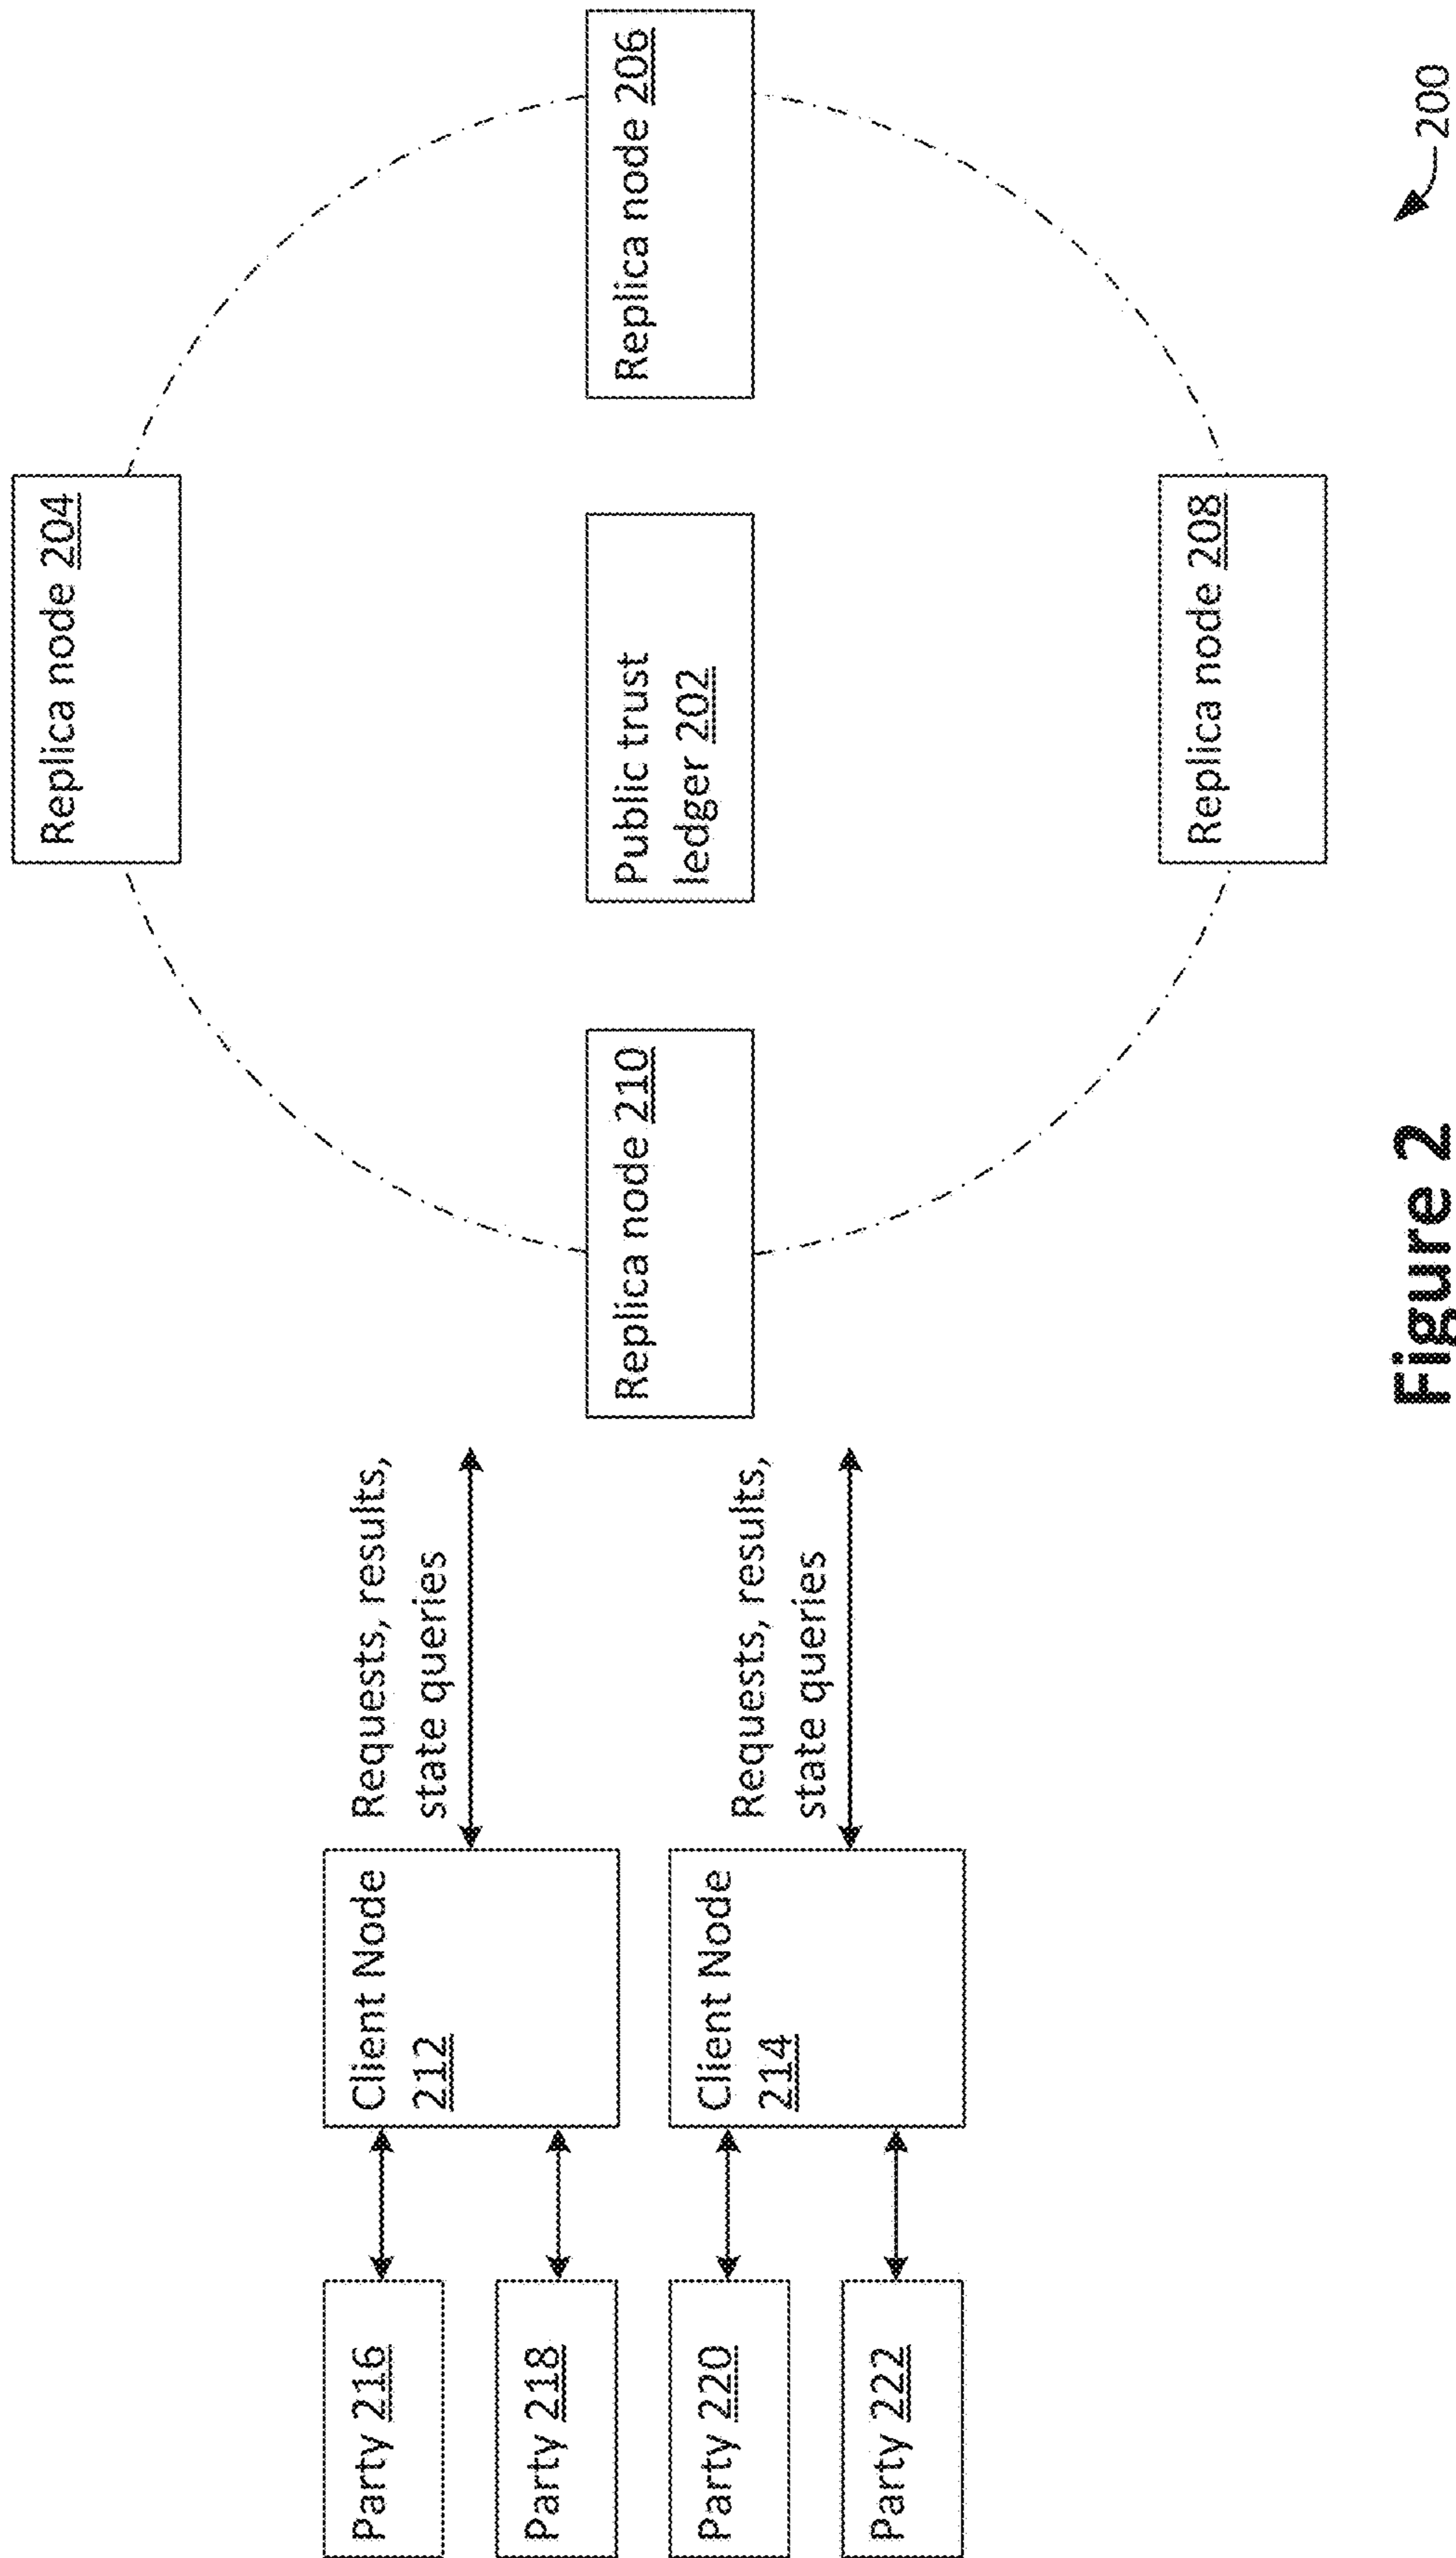 Replica node 204
Party 216
Client Node
212
Requests, results,
state queries
Party 218
Replica node 210
Public trust
ledger 202
Replica node 206
Party 220
Client Node
214
Requests, results,
state queries
Party 222
Replica node 208
Figure 2
200